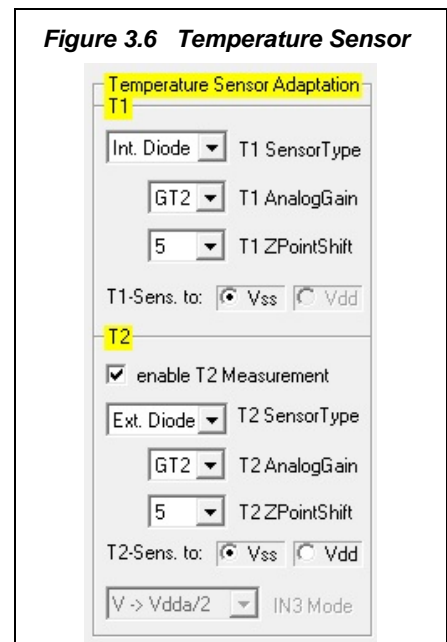 Figure 3.6 Temperature Sensor
Temperature Sensor Adaptation
T1
Int. Diode T1 SensorType
GT2 T1 AnalogGain
5 T1 ZPointShift
T1-Sens. to: Vss Vdd
T2
enable T2 Measurement
Ext. Diode T2 SensorType
GT2 T2 AnalogGain
5 T2 ZPointShift
T2-Sens. to: Vss Vdd
V -> Vdda/2 IN3 Mode